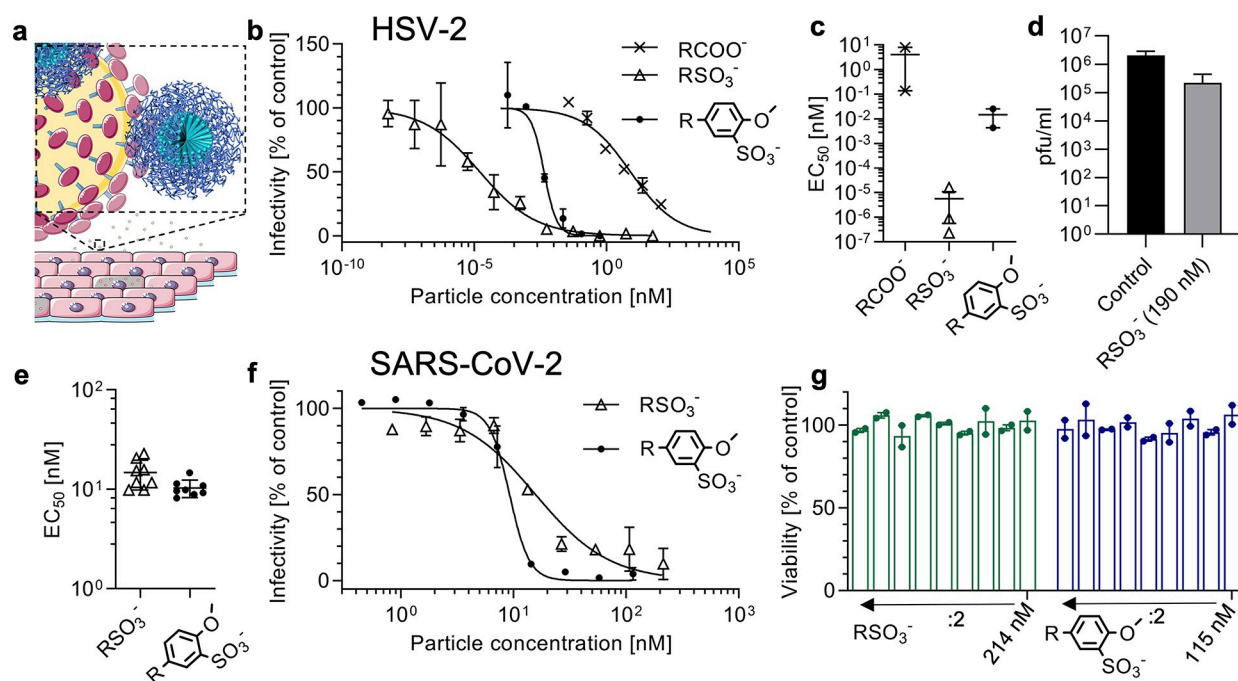 a
b
HSV-2
c
d
150
100
50
0
Infectivity [% of control]
10⁻¹⁰
10⁻⁵
10⁰
10⁵
Particle concentration [nM]
RCOO⁻
RSO₃⁻
R
O
SO₃⁻
10¹
10⁰
10⁻¹
10⁻²
10⁻³
10⁻⁴
10⁻⁵
10⁻⁶
10⁻⁷
EC₅₀ [nM]
RCOO⁻
RSO₃⁻
R
O
SO₃⁻
10⁷
10⁶
10⁵
10⁴
10³
10²
10¹
10⁰
pfu/ml
Control
RSO₃⁻ (190 nM)
e
f
SARS-CoV-2
g
10²
10¹
10⁰
EC₅₀ [nM]
RSO₃⁻
R
O
SO₃⁻
100
50
0
Infectivity [% of control]
10⁰
10¹
10²
10³
Particle concentration [nM]
RSO₃⁻
R
O
SO₃⁻
100
50
0
Viability [% of control]
RSO₃⁻
:2
214 nM
R
O
SO₃⁻
:2
115 nM